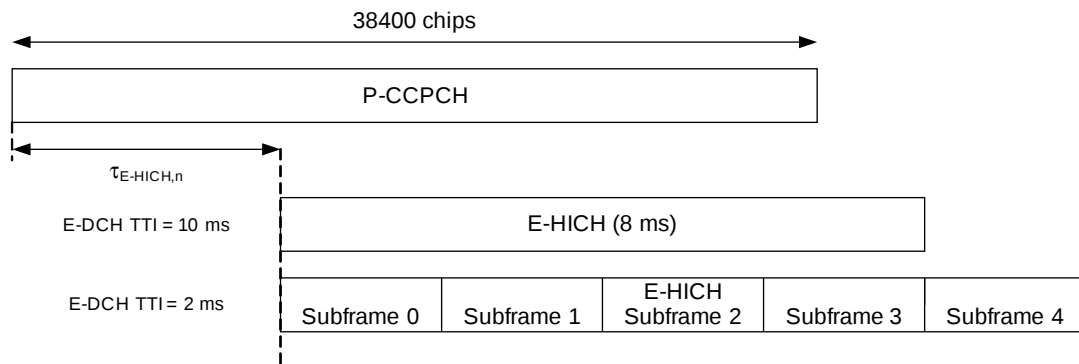 38400 chips
P-CCPCH
τE-HICH,n
E-DCH TTI = 10 ms
E-HICH (8 ms)
E-DCH TTI = 2 ms
Subframe 0
Subframe 1
E-HICH
Subframe 2
Subframe 3
Subframe 4